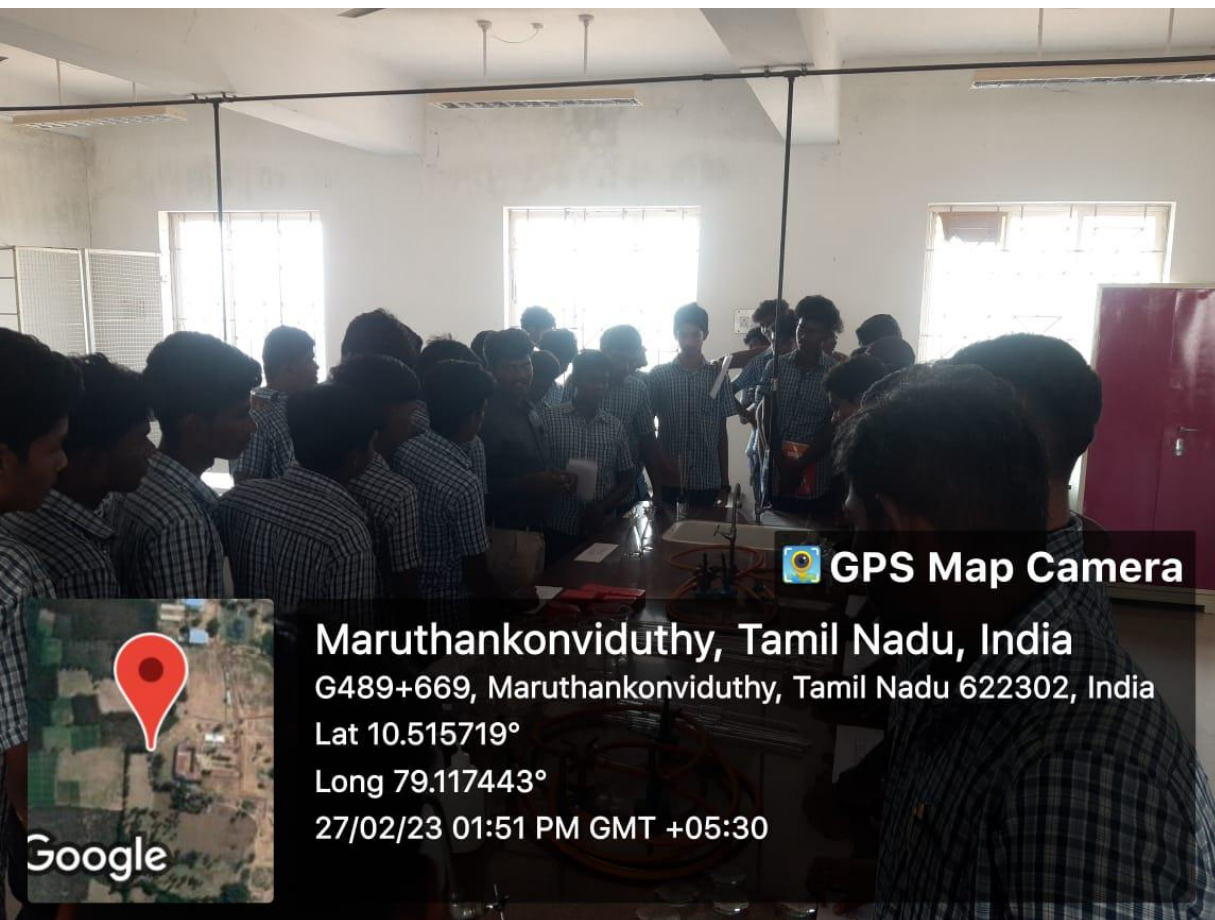 GPS Map Camera
Maruthankonviduthy, Tamil Nadu, India
G489+669, Maruthankonviduthy, Tamil Nadu 622302, India
Lat 10.515719°
Long 79.117443°
27/02/23 01:51 PM GMT +05:30
Google